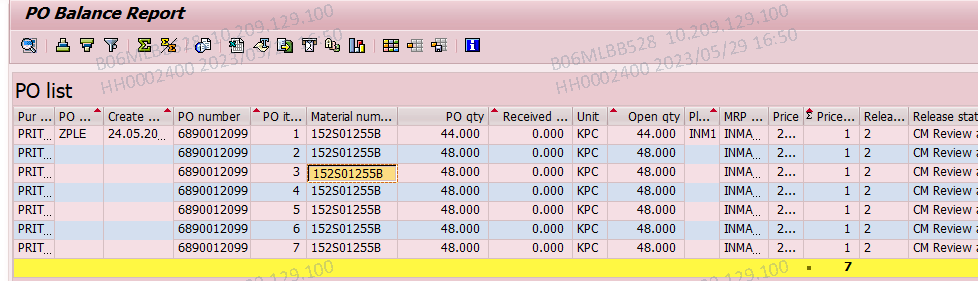 PO Balance Report
B06MLBB528 10.209.129.100
HH0002400 2023/05/29 16:50
B06MLBB528 10.209.129.100
HH0002400 2023/05/29 16:50
PO list
Pur ... PO ... Create ... PO number PO it... Material num... PO qty Received ... Unit Open qty Pl... MRP ... Price Σ Price... Relea... Release stat
PRIT... ZPLE 24.05.20... 6890012099 1 152S01255B 44.000 0.000 KPC 44.000 INM1 INMA... 2... 1 2 CM Review a
PRIT... 6890012099 2 152S01255B 48.000 0.000 KPC 48.000 INMA... 2... 1 2 CM Review a
PRIT... 6890012099 3 152S01255B 48.000 0.000 KPC 48.000 INMA... 2... 1 2 CM Review a
PRIT... 6890012099 4 152S01255B 48.000 0.000 KPC 48.000 INMA... 2... 1 2 CM Review a
PRIT... 6890012099 5 152S01255B 48.000 0.000 KPC 48.000 INMA... 2... 1 2 CM Review a
PRIT... 6890012099 6 152S01255B 48.000 0.000 KPC 48.000 INMA... 2... 1 2 CM Review a
PRIT... 6890012099 7 152S01255B 48.000 0.000 KPC 48.000 INMA... 2... 1 2 CM Review a
7
129.100
10.209.129.100